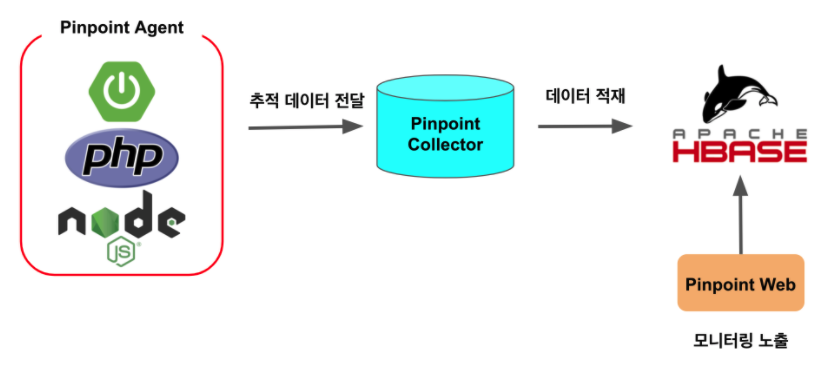 Pinpoint Agent
php
node
JS
추적 데이터 전달
Pinpoint
Collector
데이터 적재
APACHE
HBASE
Pinpoint Web
모니터링 노출